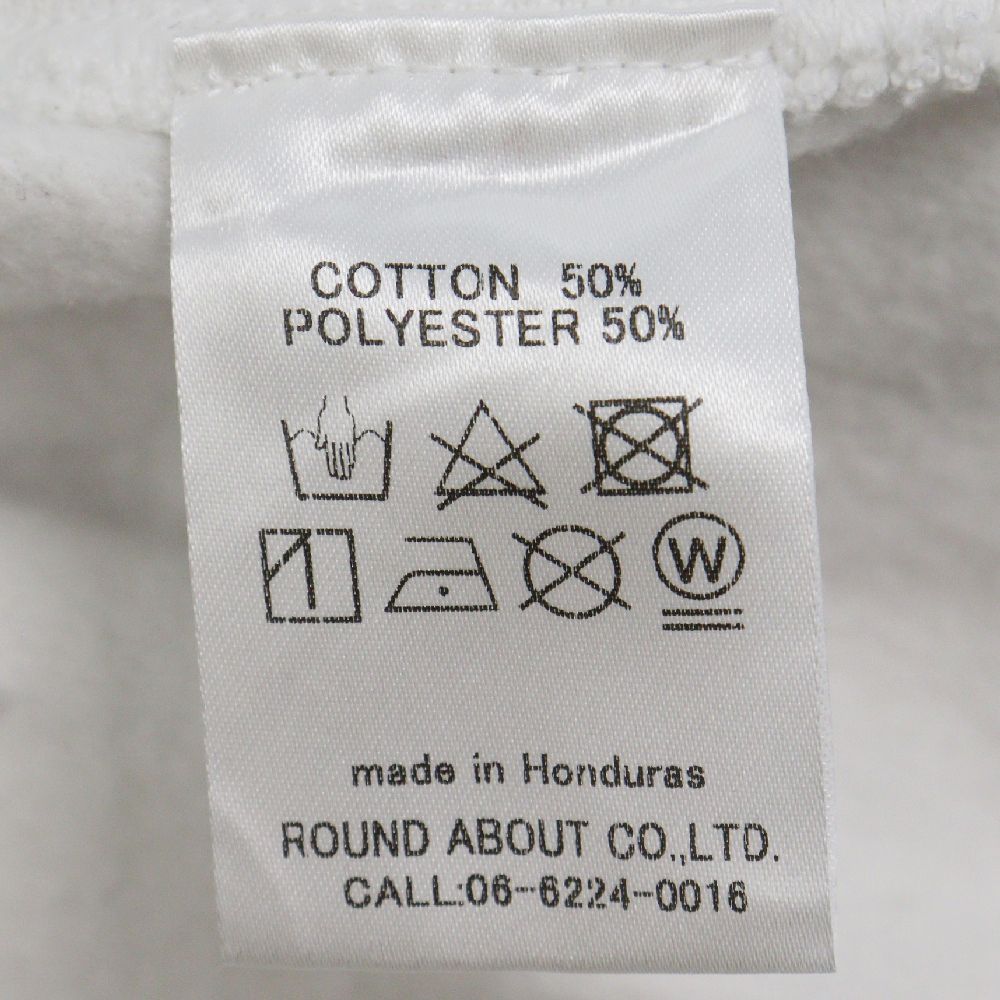 COTTON 50%
POLYESTER 50%
W
made in Honduras
ROUND ABOUT CO.,LTD.
CALL:06-6224-0016